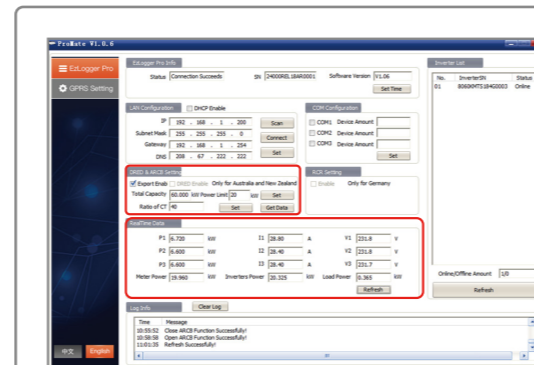 ProMate V1.0.6
EzLogger Pro
GPRS Setting
中文 English
EzLogger Pro Info
Status Connection Succeeds SN 24000REL18AR0001 Software Version V1.06
Set Time
LAN Configuration DHCP Enable
IP 192 . 168 . 1 . 200 Scan
Subnet Mask 255 . 255 . 255 . 0 Connect
Gateway 192 . 168 . 1 . 254
DNS 208 . 67 . 222 . 222 Set
COM Configuration
COM1 Device Amount
COM2 Device Amount
COM3 Device Amount
Set
DRED & ARCB Setting
Export Enab DRED Enable Only for Australia and New Zealand
Total Capacity 60.000 kW Power Limit 20 kW Set
Ratio of CT 40 Set Get Data
RCR Setting
Enable Only for Germany
RealTime Data
P1 6.720 kW I1 28.80 A V1 231.8 V
P2 6.600 kW I2 28.40 A V2 231.8 V
P3 6.600 kW I3 28.40 A V3 231.7 V
Meter Power 19.960 kW Inverters Power 20.325 kW Load Power 0.365 kW
Refresh
Log Info Clear Log
Time Message
10:55:52 Close ARCB Function Successfully!
10:58:58 Open ARCB Function Successfully!
11:01:35 Refresh Successfully!
Inverter List
No. InverterSN Status
01 8060KMTS184G0003 Online
Online/Offline Amount 1/0
Refresh